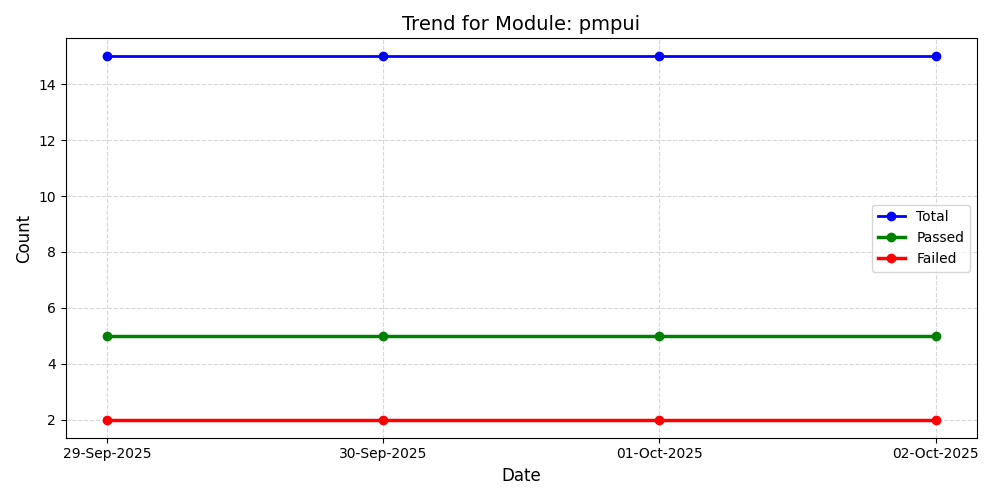 Trend for Module: pmpui
Count
14
12
10
8
6
4
2
Total
Passed
Failed
29-Sep-2025
30-Sep-2025
01-Oct-2025
02-Oct-2025
Date